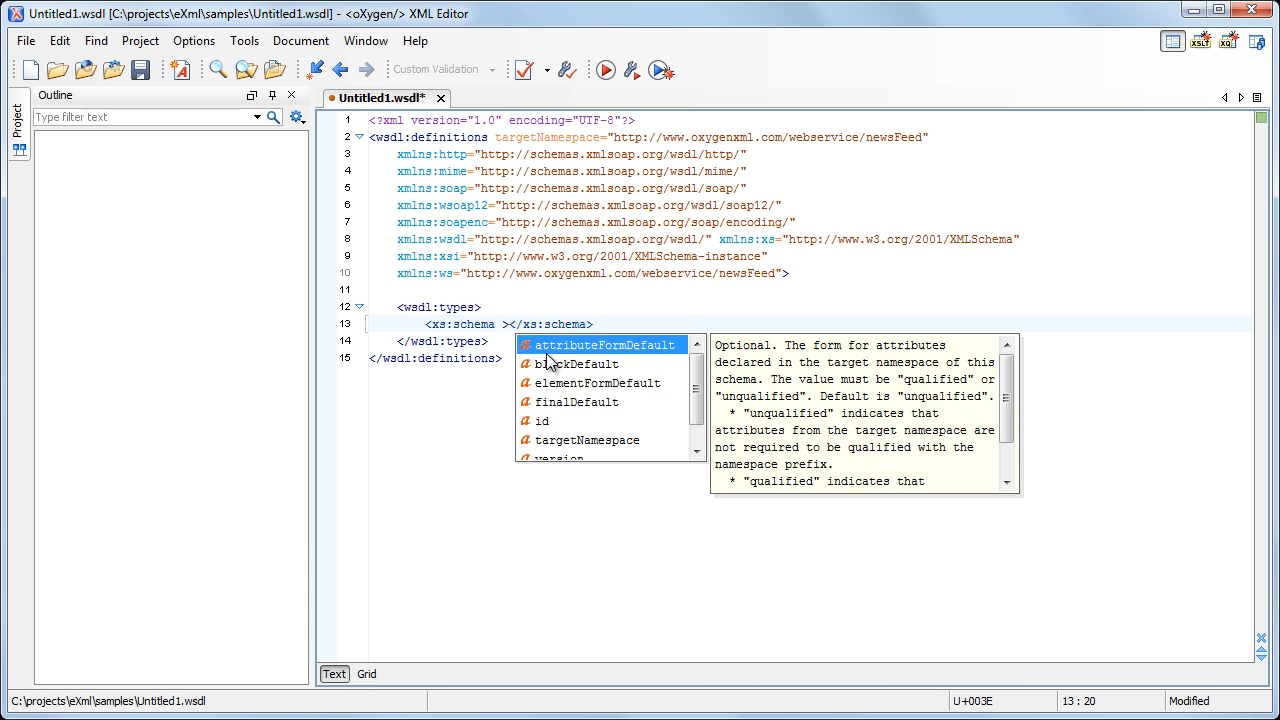 Untitled1.wsdl [C:\projects\eXml\samples\Untitled1.wsdl] - <oXygen/> XML Editor
File Edit Find Project Options Tools Document Window Help
XSLT XQ
Custom Validation
Project
Outline
Type filter text
Untitled1.wsdl*
1 <?xml version="1.0" encoding="UTF-8"?>
2 <wsdl:definitions targetNamespace="http://www.oxygenxml.com/webservice/newsFeed"
3 xmlns:http="http://schemas.xmlsoap.org/wsdl/http/"
4 xmlns:mime="http://schemas.xmlsoap.org/wsdl/mime/"
5 xmlns:soap="http://schemas.xmlsoap.org/wsdl/soap/"
6 xmlns:wsoap12="http://schemas.xmlsoap.org/wsdl/soap12/"
7 xmlns:soapenc="http://schemas.xmlsoap.org/soap/encoding/"
8 xmlns:wsdl="http://schemas.xmlsoap.org/wsdl/" xmlns:xs="http://www.w3.org/2001/XMLSchema"
9 xmlns:xsi="http://www.w3.org/2001/XMLSchema-instance"
10 xmlns:ws="http://www.oxygenxml.com/webservice/newsFeed">
11
12 <wsdl:types>
13 <xs:schema ></xs:schema>
14 </wsdl:types>
15 </wsdl:definitions>
a attributeFormDefault
a blockDefault
a elementFormDefault
a finalDefault
a id
a targetNamespace
a version
Optional. The form for attributes
declared in the target namespace of this
schema. The value must be "qualified" or
"unqualified". Default is "unqualified".
* "unqualified" indicates that
attributes from the target namespace are
not required to be qualified with the
namespace prefix.
* "qualified" indicates that
Text Grid
C:\projects\eXml\samples\Untitled1.wsdl U+003E 13 : 20 Modified